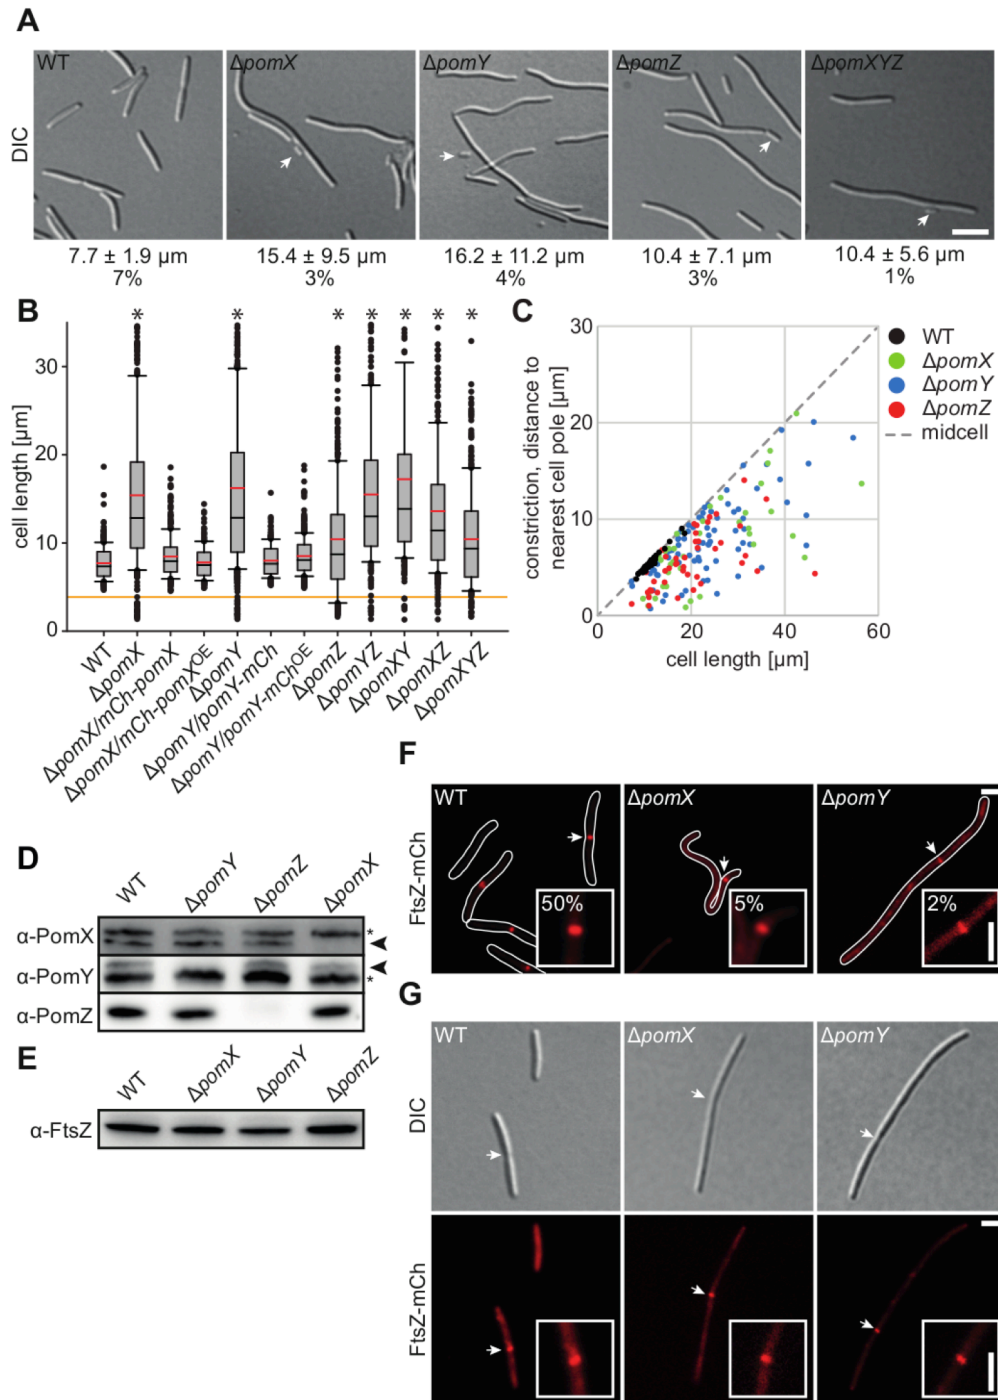 A
WT
ΔpomX
ΔpomY
ΔpomZ
ΔpomXYZ
DIC
7.7 ± 1.9 µm
15.4 ± 9.5 µm
16.2 ± 11.2 µm
10.4 ± 7.1 µm
10.4 ± 5.6 µm
7%
3%
4%
3%
1%
B
cell length [µm]
30
20
10
0
* * * * * * *
WT
ΔpomX
ΔpomX/mCh-pomX
ΔpomX/mCh-pomX^OE
ΔpomY
ΔpomY/pomY-mCh
ΔpomY/pomY-mCh^OE
ΔpomZ
ΔpomYZ
ΔpomXY
ΔpomXZ
ΔpomXYZ
C
constriction, distance to
nearest cell pole [µm]
30
20
10
0
0 20 40 60
cell length [µm]
WT
ΔpomX
ΔpomY
ΔpomZ
midcell
D
WT
ΔpomY
ΔpomZ
ΔpomX
α-PomX
*
α-PomY
*
α-PomZ
E
WT
ΔpomX
ΔpomY
ΔpomZ
α-FtsZ
F
FtsZ-mCh
WT
ΔpomX
ΔpomY
50%
5%
2%
G
WT
ΔpomX
ΔpomY
DIC
FtsZ-mCh